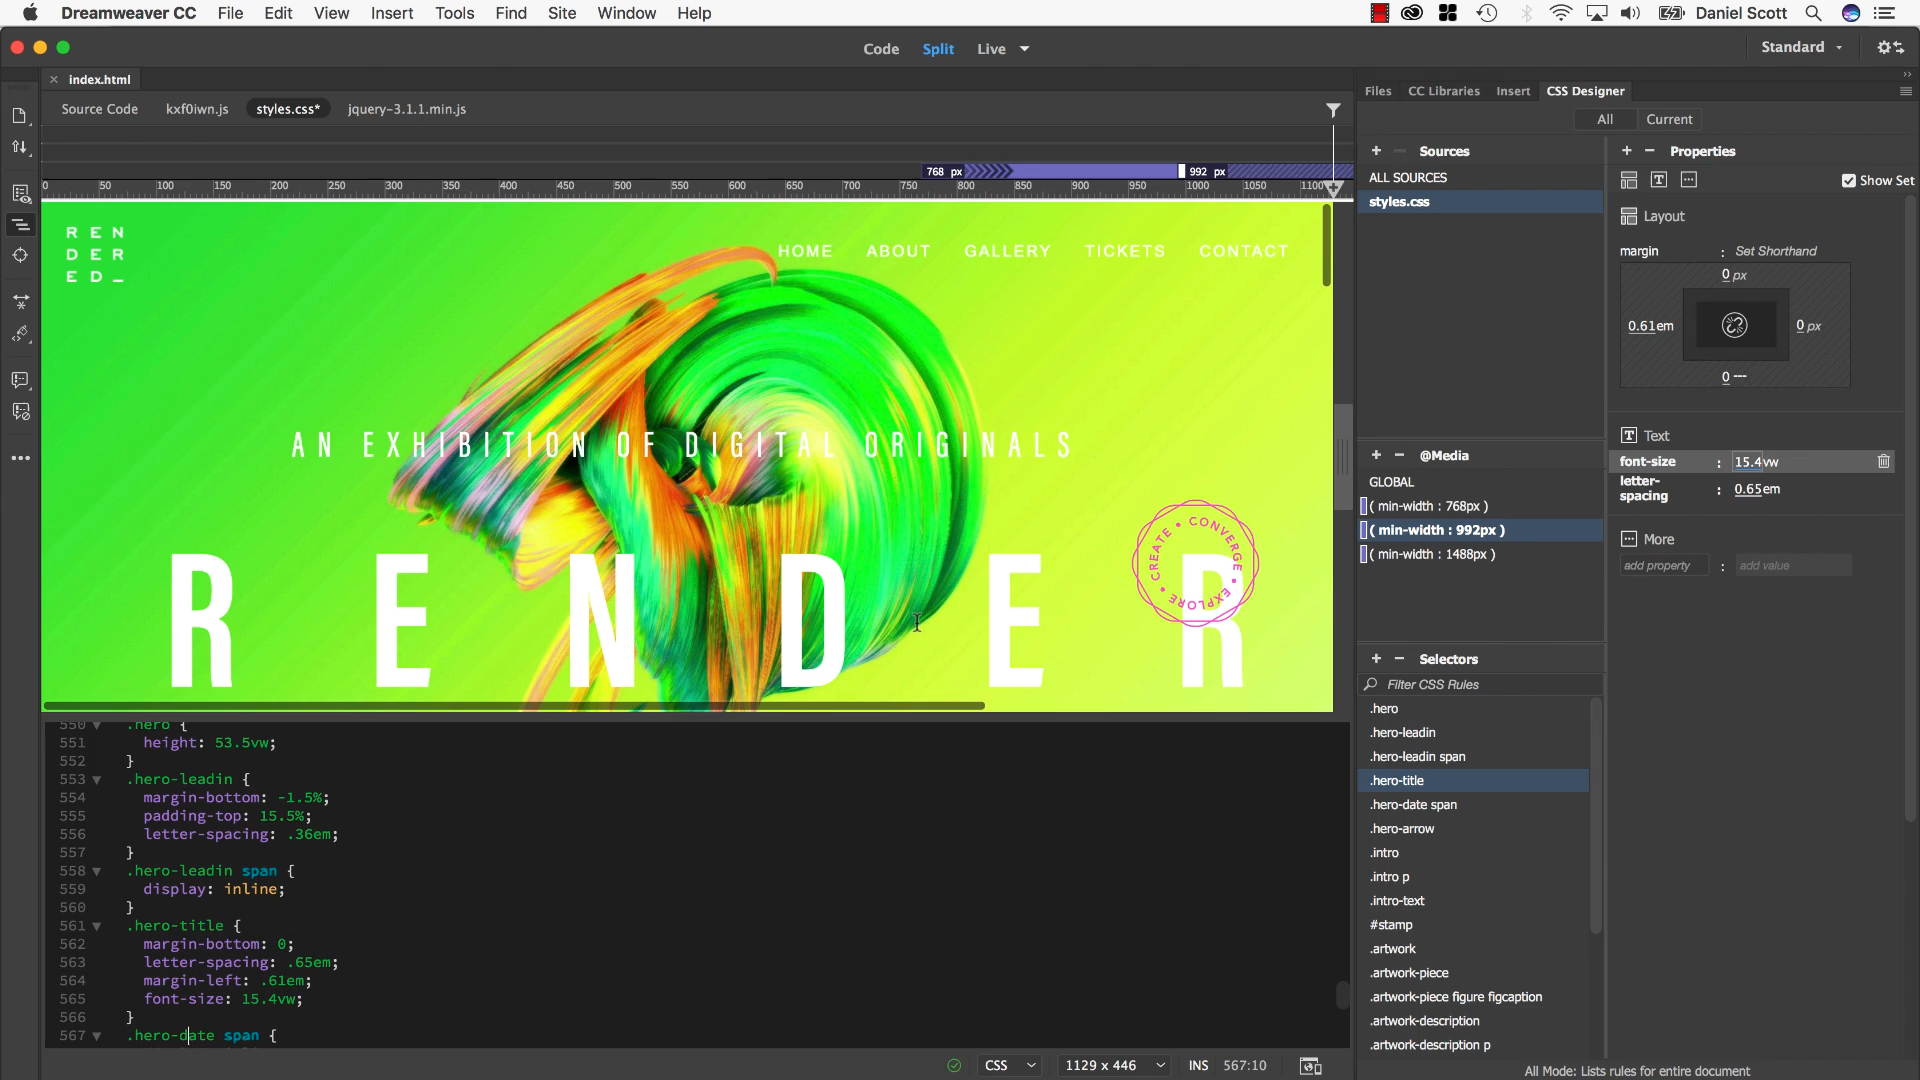 Dreamweaver CC File Edit View Insert Tools Find Site Window Help Daniel Scott
Code Split Live Standard
index.html
Source Code kxf0iwn.js styles.css* jquery-3.1.1.min.js
768 px 992 px
0 50 100 150 200 250 300 350 400 450 500 550 600 650 700 750 800 850 900 950 1000 1050 1100
REN
DER
ED_
HOME ABOUT GALLERY TICKETS CONTACT
AN EXHIBITION OF DIGITAL ORIGINALS
CREATE • CONVERGE • EXPLORE •
RENDER
550 .hero {
551 height: 53.5vw;
552 }
553 .hero-leadin {
554 margin-bottom: -1.5%;
555 padding-top: 15.5%;
556 letter-spacing: .36em;
557 }
558 .hero-leadin span {
559 display: inline;
560 }
561 .hero-title {
562 margin-bottom: 0;
563 letter-spacing: .65em;
564 margin-left: .61em;
565 font-size: 15.4vw;
566 }
567 .hero-date span {
CSS 1129 x 446 INS 567:10
Files CC Libraries Insert CSS Designer
All Current
+ − Sources
ALL SOURCES
styles.css
+ − @Media
GLOBAL
( min-width : 768px )
( min-width : 992px )
( min-width : 1488px )
+ − Selectors
Filter CSS Rules
.hero
.hero-leadin
.hero-leadin span
.hero-title
.hero-date span
.hero-arrow
.intro
.intro p
.intro-text
#stamp
.artwork
.artwork-piece
.artwork-piece figure figcaption
.artwork-description
.artwork-description p
+ − Properties
Show Set
Layout
margin : Set Shorthand
0 px
0.61em 0 px
0 ---
Text
font-size : 15.4vw
letter-
spacing : 0.65em
More
add property : add value
All Mode: Lists rules for entire document